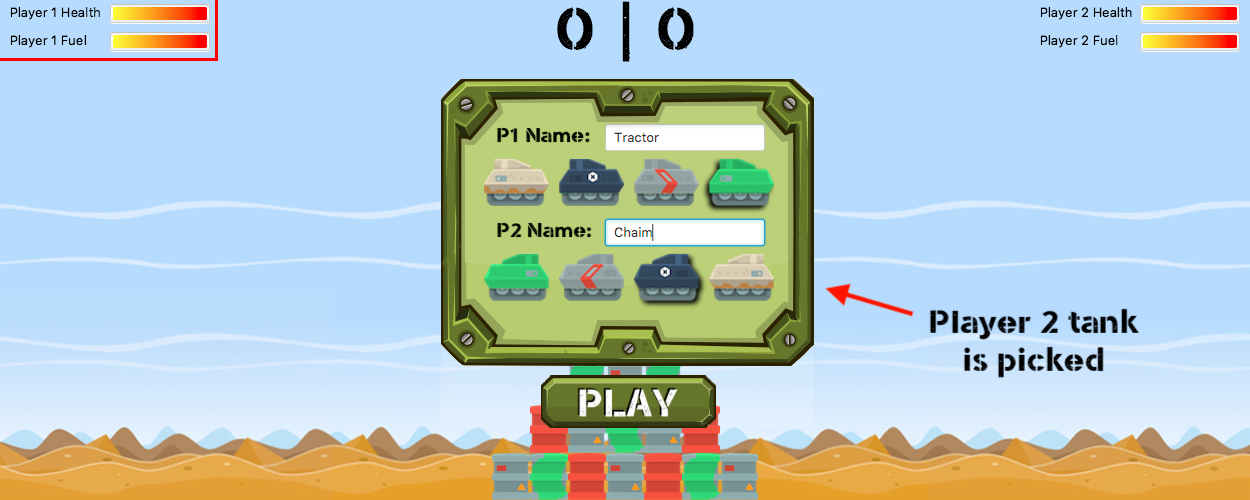 Player 1 Health
Player 1 Fuel
0|0
Player 2 Health
Player 2 Fuel
P1 Name: Tractor
P2 Name: Chaim
Player 2 tank
is picked
PLAY